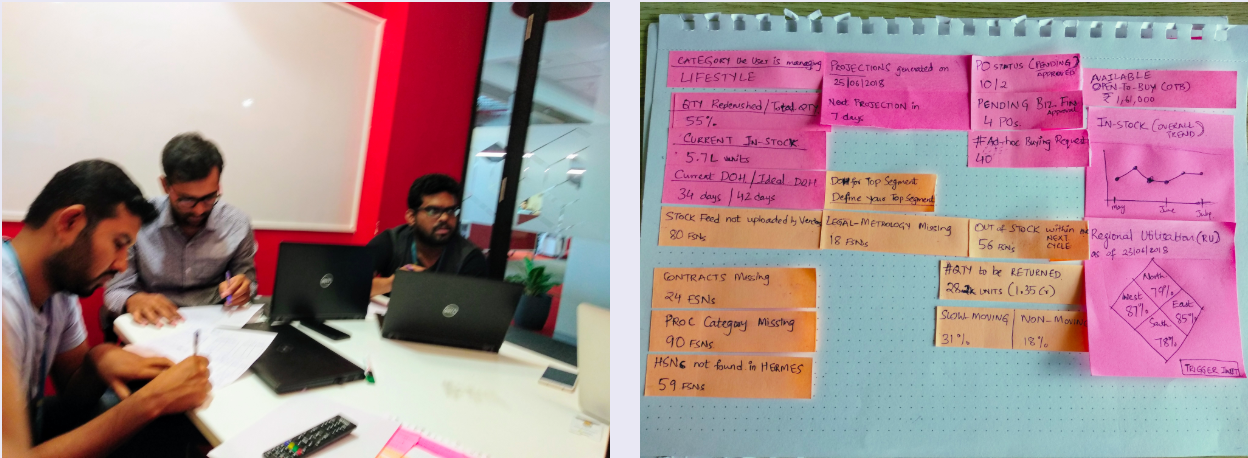 DELL
DELL
CATEGORY the User is managing
LIFESTYLE
QTY Replenished/Total QTY
55%
CURRENT IN-STOCK
5.7L units
Current DOH/Ideal DOH
34 days / 42 days
STOCK Feed not uploaded by Vendor
80 FSNs
CONTRACTS Missing
24 FSNs
PROC Category Missing
90 FSNs
HSNs not found in HERMES
59 FSNs
PROJECTIONS generated on
25/06/2018
Next PROJECTION in
7 days
DOH for Top Segment
Define your Top Segment
LEGAL-METROLOGY Missing
18 FSNs
PO STATUS (PENDING/
APPROVED)
10/2
PENDING BIZ-FIN
Approval
4 POs.
#Ad-hoc Buying Request
40
OUT OF STOCK within
NEXT
CYCLE
56 FSNs
#QTY to be RETURNED
UNITS (1.35 Cr)
SLOW-MOVING
31%
NON-MOVING
18%
AVAILABLE
OPEN-TO-BUY (OTB)
₹ 1,61,000
IN-STOCK (OVERALL
TREND)
May June July
Regional Utilisation (RU)
as of 25/06/2018
North
79%
West
81%
East
85%
South
78%
TRIGGER INIT